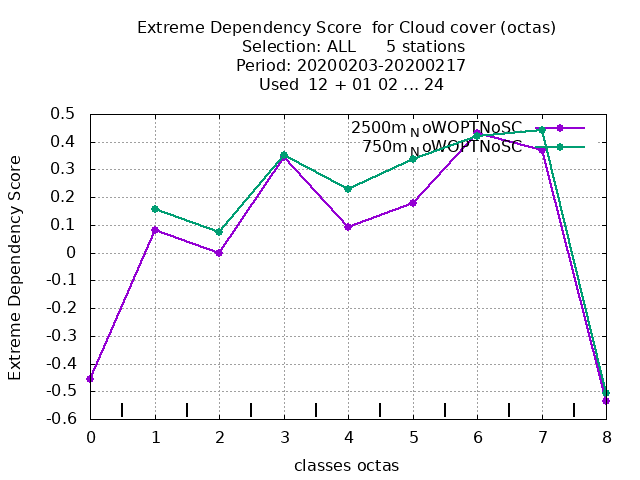 Extreme Dependency Score  for Cloud cover (octas)
Selection: ALL      5 stations
Period: 20200203-20200217
Used  12 + 01 02 ... 24
Extreme Dependency Score
0.5
0.4
0.3
0.2
0.1
0
-0.1
-0.2
-0.3
-0.4
-0.5
-0.6
2500m_NoWOPTNoSC
750m_NoWOPTNoSC
0 1 2 3 4 5 6 7 8
classes octas